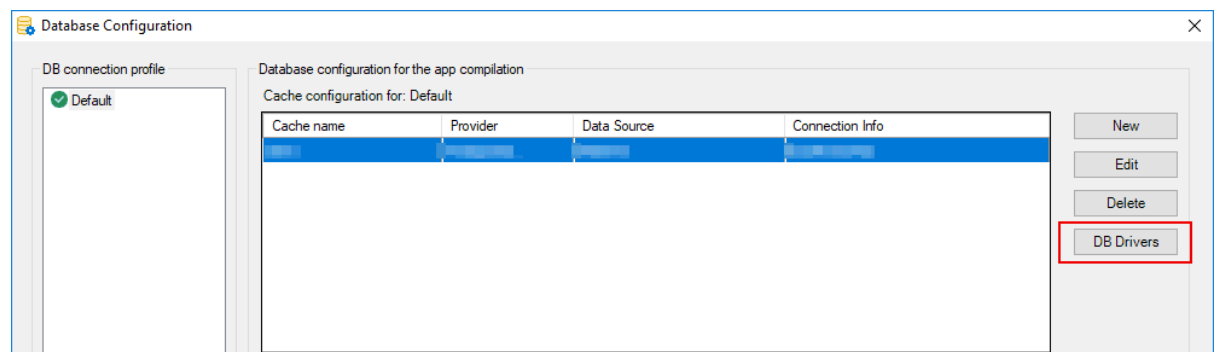 Database Configuration
DB connection profile
Default
Database configuration for the app compilation
Cache configuration for: Default
Cache name Provider Data Source Connection Info
New
Edit
Delete
DB Drivers